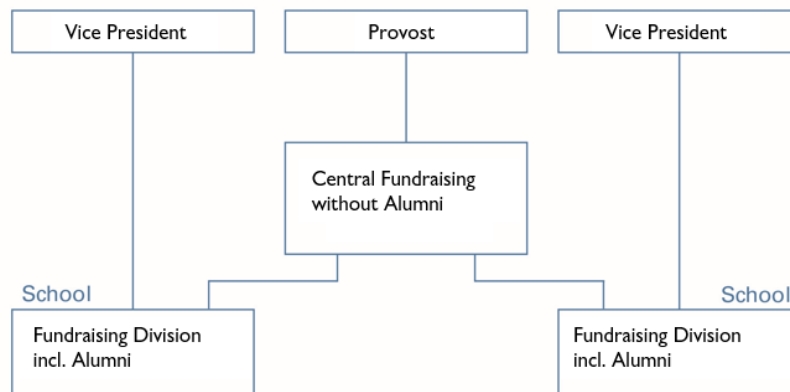 Vice President
Provost
Vice President
Central Fundraising
without Alumni
School
School
Fundraising Division
incl. Alumni
Fundraising Division
incl. Alumni